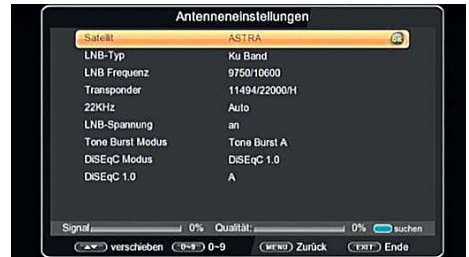 Antenneneinstellungen
Satellit ASTRA OK
LNB-Typ Ku Band
LNB Frequenz 9750/10600
Transponder 11494/22000/H
22KHz Auto
LNB-Spannung an
Tone Burst Modus Tone Burst A
DiSEqC Modus DiSEqC 1.0
DiSEqC 1.0 A
Signal: 0% Qualität: 0% suchen
verschieben 0~9 0~9 MENU Zurück EXIT Ende